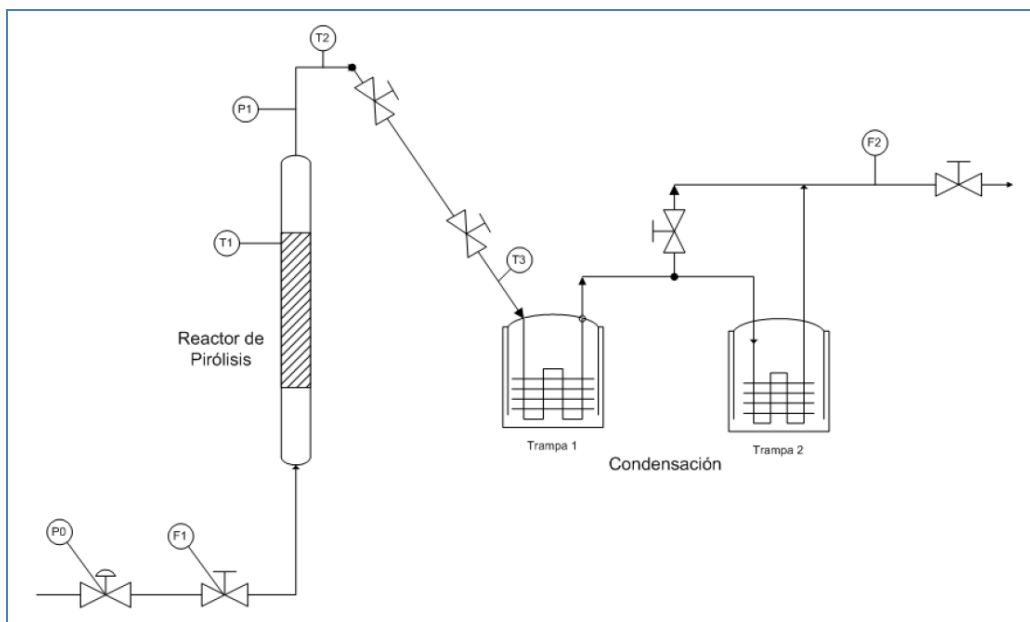 T2
P1
F2
T1
T3
Reactor de
Pirólisis
Trampa 1
Trampa 2
Condensación
P0
F1